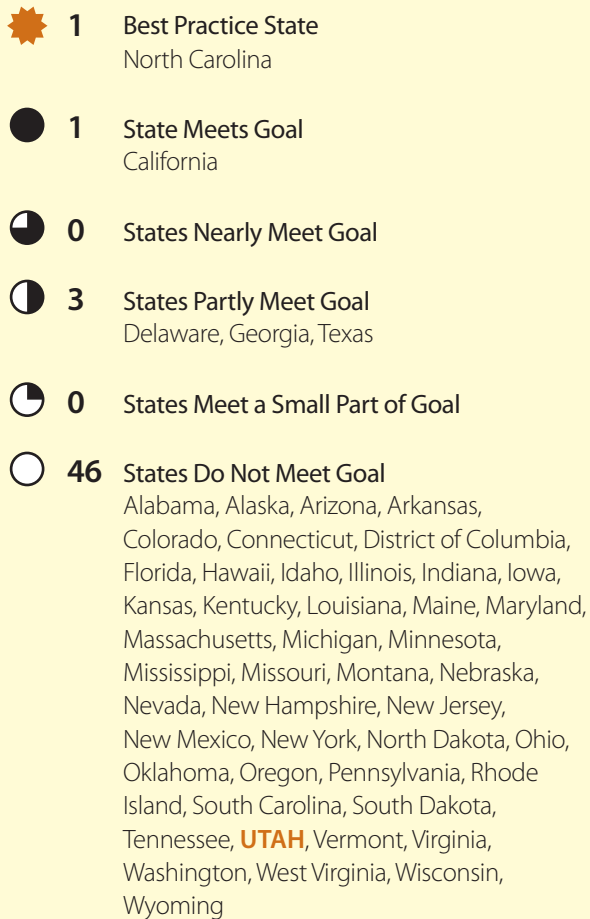 1 Best Practice State
North Carolina
1 State Meets Goal
California
0 States Nearly Meet Goal
3 States Partly Meet Goal
Delaware, Georgia, Texas
0 States Meet a Small Part of Goal
46 States Do Not Meet Goal
Alabama, Alaska, Arizona, Arkansas,
Colorado, Connecticut, District of Columbia,
Florida, Hawaii, Idaho, Illinois, Indiana, Iowa,
Kansas, Kentucky, Louisiana, Maine, Maryland,
Massachusetts, Michigan, Minnesota,
Mississippi, Missouri, Montana, Nebraska,
Nevada, New Hampshire, New Jersey,
New Mexico, New York, North Dakota, Ohio,
Oklahoma, Oregon, Pennsylvania, Rhode
Island, South Carolina, South Dakota,
Tennessee, UTAH, Vermont, Virginia,
Washington, West Virginia, Wisconsin,
Wyoming